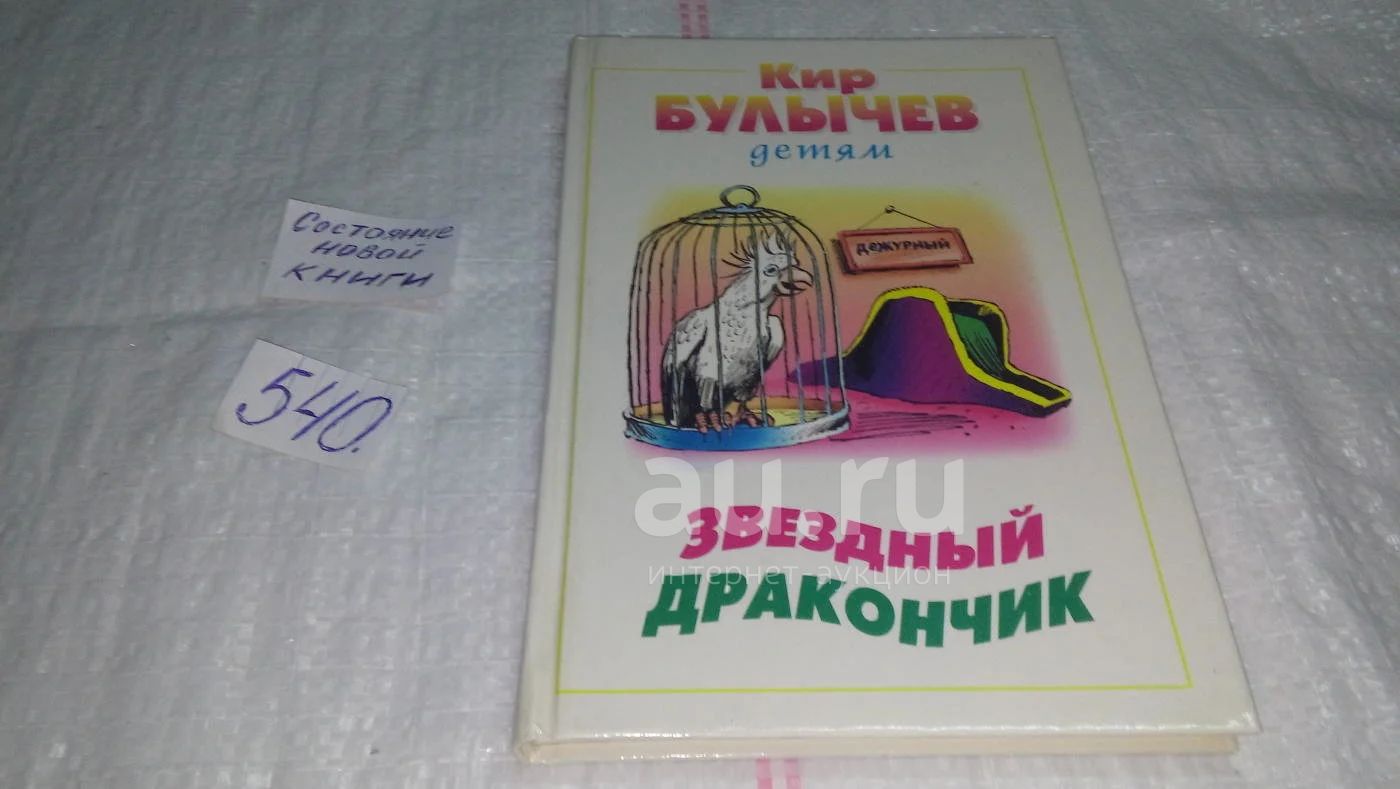 Кир
БУЛЫЧЕВ
детям
ДЕЖУРНЫЙ
Состояние
новой
книги
540.
au.ru
интернет-аукцион
ЗВЕЗДНЫЙ
ДРАКОНЧИК